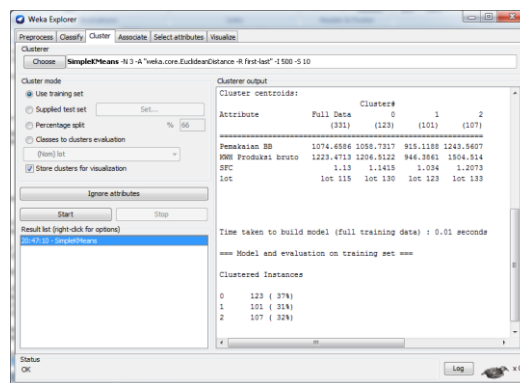 Weka Explorer
Preprocess Classify Cluster Associate Select attributes Visualize
Clusterer
Choose SimpleKMeans -N 3 -A "weka.core.EuclideanDistance -R first-last" -I 500 -S 10
Cluster mode
Use training set
Supplied test set Set...
Percentage split % 66
Classes to clusters evaluation
(Nom) lot
Store clusters for visualization
Ignore attributes
Start Stop
Result list (right-click for options)
20:47:10 - SimpleKMeans
Clusterer output
Cluster centroids:
Cluster#
Attribute Full Data 0 1 2
(331) (123) (101) (107)
==========================================================
Pemakaian BB 1074.6586 1058.7317 915.1188 1243.5607
KWH Produksi bruto 1223.4713 1206.5122 946.3861 1504.514
SFC 1.13 1.1415 1.034 1.2073
lot lot 115 lot 130 lot 123 lot 133
Time taken to build model (full training data) : 0.01 seconds
=== Model and evaluation on training set ===
Clustered Instances
0 123 ( 37%)
1 101 ( 31%)
2 107 ( 32%)
Status
OK
Log
x 0